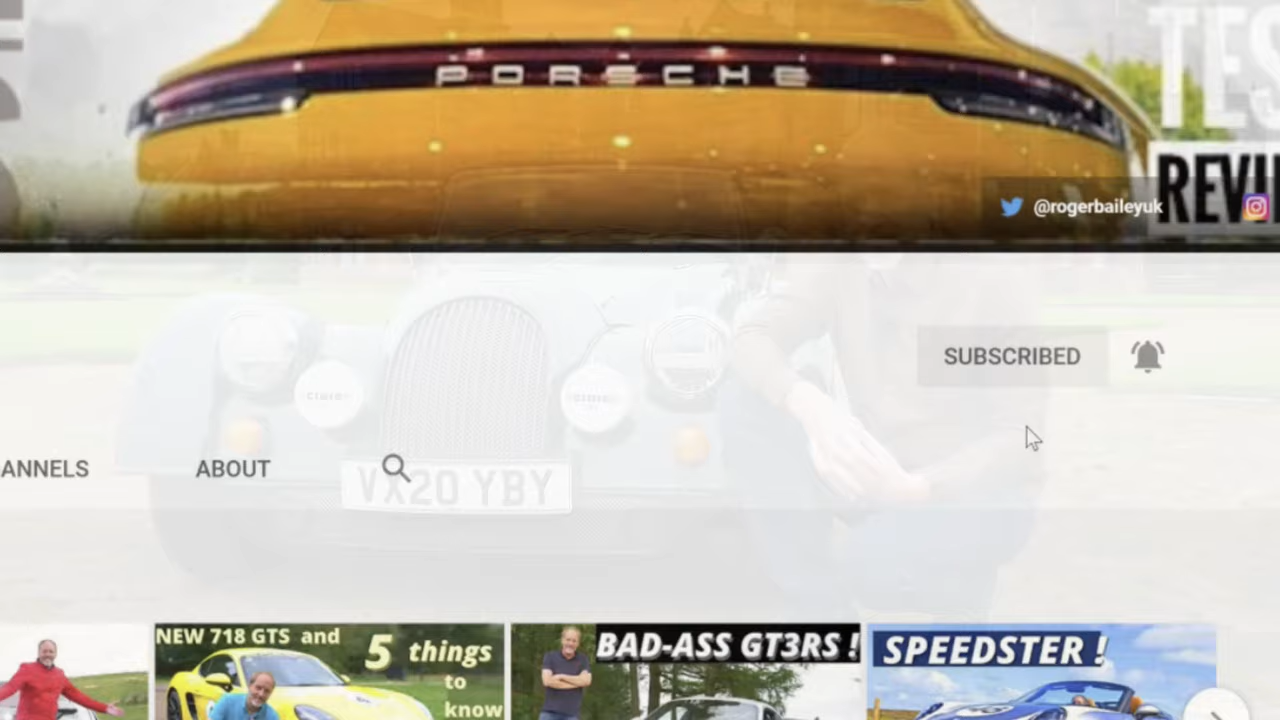 TES
PORSCHE
REVI
@rogerbaileyuk
SUBSCRIBED
ANNELS
ABOUT
VX20 YBY
NEW 718 GTS and
5 things
to
know
BAD-ASS GT3RS !
SPEEDSTER !